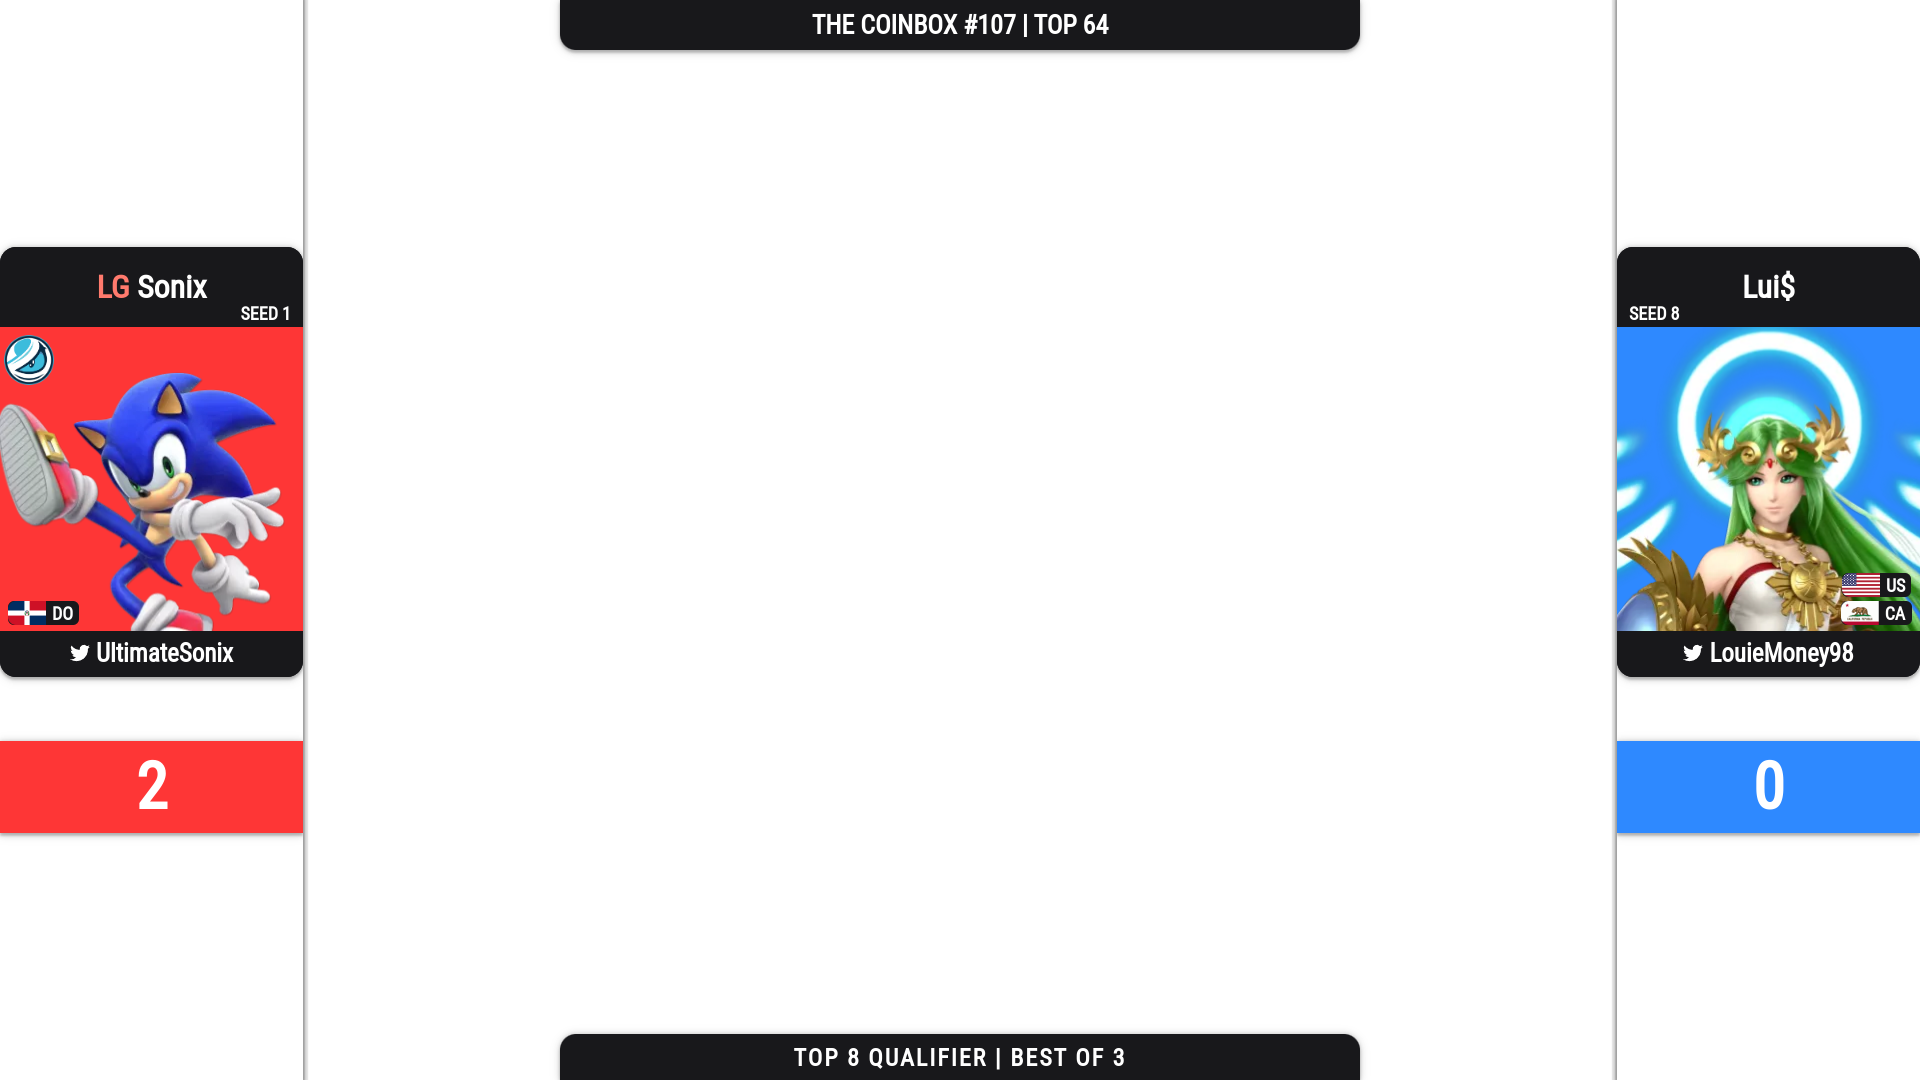 THE COINBOX #107 | TOP 64
LG Sonix
SEED 1
DO
UltimateSonix
2
Lui$
SEED 8
US
CA
LouieMoney98
0
TOP 8 QUALIFIER | BEST OF 3